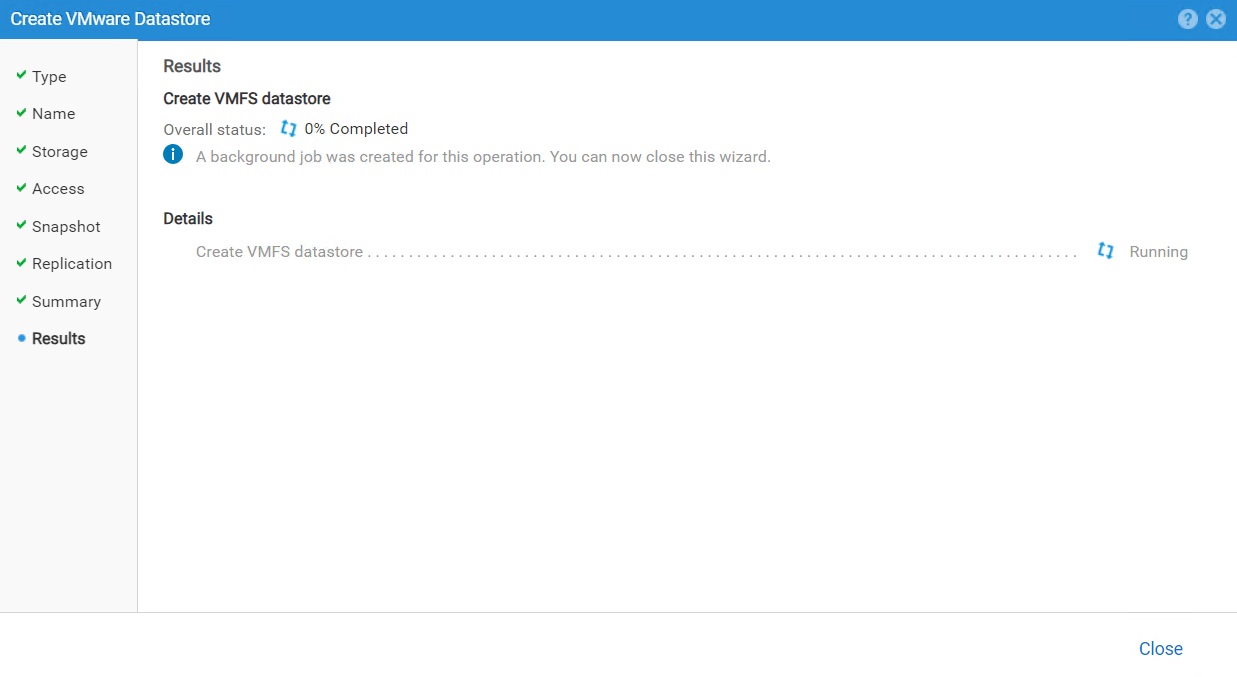 Create VMware Datastore
Type
Name
Storage
Access
Snapshot
Replication
Summary
Results
Results
Create VMFS datastore
Overall status: 0% Completed
A background job was created for this operation. You can now close this wizard.
Details
Create VMFS datastore Running
Close